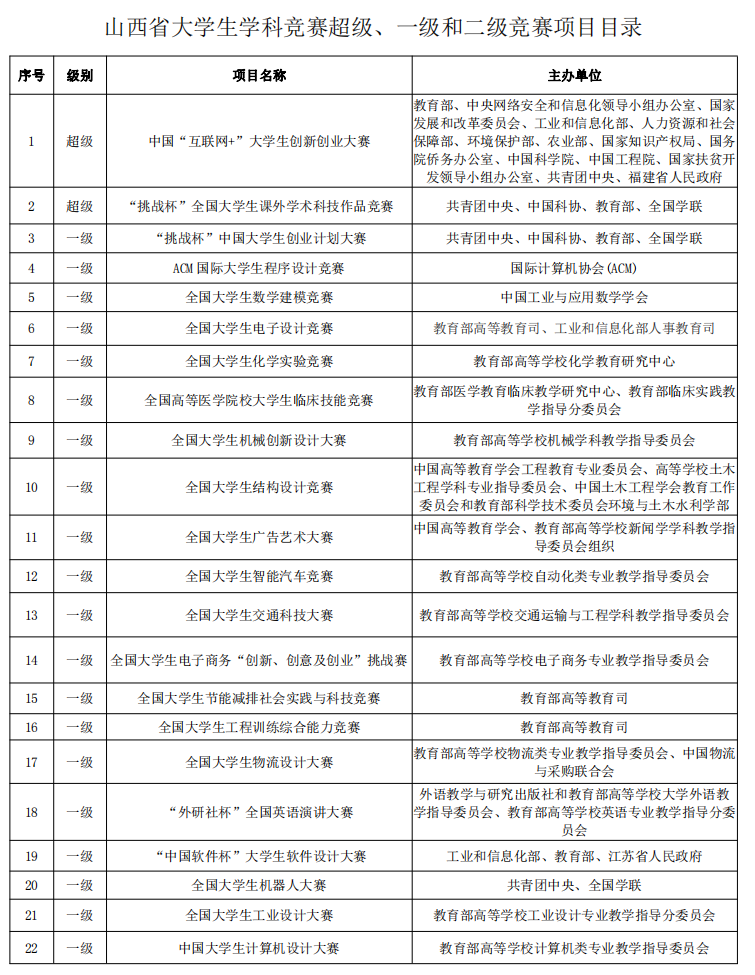 山西省大学生学科竞赛超级、一级和二级竞赛项目目录
序号 级别 项目名称 主办单位
1 超级 中国“互联网+”大学生创新创业大赛 教育部、中央网络安全和信息化领导小组办公室、国家
发展和改革委员会、工业和信息化部、人力资源和社会
保障部、环境保护部、农业部、国家知识产权局、国务
院侨务办公室、中国科学院、中国工程院、国家扶贫开
发领导小组办公室、共青团中央、福建省人民政府
2 超级 “挑战杯”全国大学生课外学术科技作品竞赛 共青团中央、中国科协、教育部、全国学联
3 一级 “挑战杯”中国大学生创业计划大赛 共青团中央、中国科协、教育部、全国学联
4 一级 ACM国际大学生程序设计竞赛 国际计算机协会(ACM)
5 一级 全国大学生数学建模竞赛 中国工业与应用数学学会
6 一级 全国大学生电子设计竞赛 教育部高等教育司、工业和信息化部人事教育司
7 一级 全国大学生化学实验竞赛 教育部高等学校化学教育研究中心
8 一级 全国高等医学院校大学生临床技能竞赛 教育部医学教育临床教学研究中心、教育部临床实践教
学指导分委员会
9 一级 全国大学生机械创新设计大赛 教育部高等学校机械学科教学指导委员会
10 一级 全国大学生结构设计竞赛 中国高等教育学会工程教育专业委员会、高等学校土木
工程学科专业指导委员会、中国土木工程学会教育工作
委员会和教育部科学技术委员会环境与土木水利学部
11 一级 全国大学生广告艺术大赛 中国高等教育学会、教育部高等学校新闻学学科教学指
导委员会组织
12 一级 全国大学生智能汽车竞赛 教育部高等学校自动化类专业教学指导委员会
13 一级 全国大学生交通科技大赛 教育部高等学校交通运输与工程学科教学指导委员会
14 一级 全国大学生电子商务“创新、创意及创业”挑战赛 教育部高等学校电子商务专业教学指导委员会
15 一级 全国大学生节能减排社会实践与科技竞赛 教育部高等教育司
16 一级 全国大学生工程训练综合能力竞赛 教育部高等教育司
17 一级 全国大学生物流设计大赛 教育部高等学校物流类专业教学指导委员会、中国物流
与采购联合会
18 一级 “外研社杯”全国英语演讲大赛 外语教学与研究出版社和教育部高等学校大学外语教
学指导委员会、教育部高等学校英语专业教学指导分委
员会
19 一级 “中国软件杯”大学生软件设计大赛 工业和信息化部、教育部、江苏省人民政府
20 一级 全国大学生机器人大赛 共青团中央、全国学联
21 一级 全国大学生工业设计大赛 教育部高等学校工业设计专业教学指导分委员会
22 一级 中国大学生计算机设计大赛 教育部高等学校计算机类专业教学指导委员会